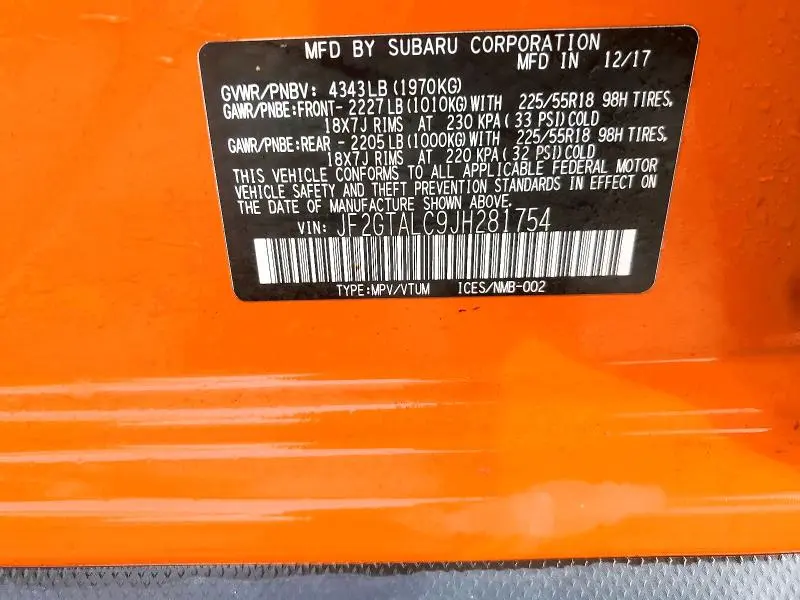 MFD BY SUBARU CORPORATION
MFD IN 12/17
GVWR/PNBV: 4343LB (1970KG)
GAWR/PNBE:FRONT- 2227LB (1010KG) WITH 225/55R18 98H TIRES,
18X7J RIMS AT 230 KPA ( 33 PSI) COLD
GAWR/PNBE:REAR - 2205LB (1000KG) WITH 225/55R18 98H TIRES,
18X7J RIMS AT 220 KPA ( 32 PSI) COLD
THIS VEHICLE CONFORMS TO ALL APPLICABLE FEDERAL MOTOR
VEHICLE SAFETY AND THEFT PREVENTION STANDARDS IN EFFECT ON
THE DATE OF MANUFACTURE SHOWN ABOVE.
VIN: JF2GTALC9JH281754
TYPE:MPV/VTUM ICES/NMB-002